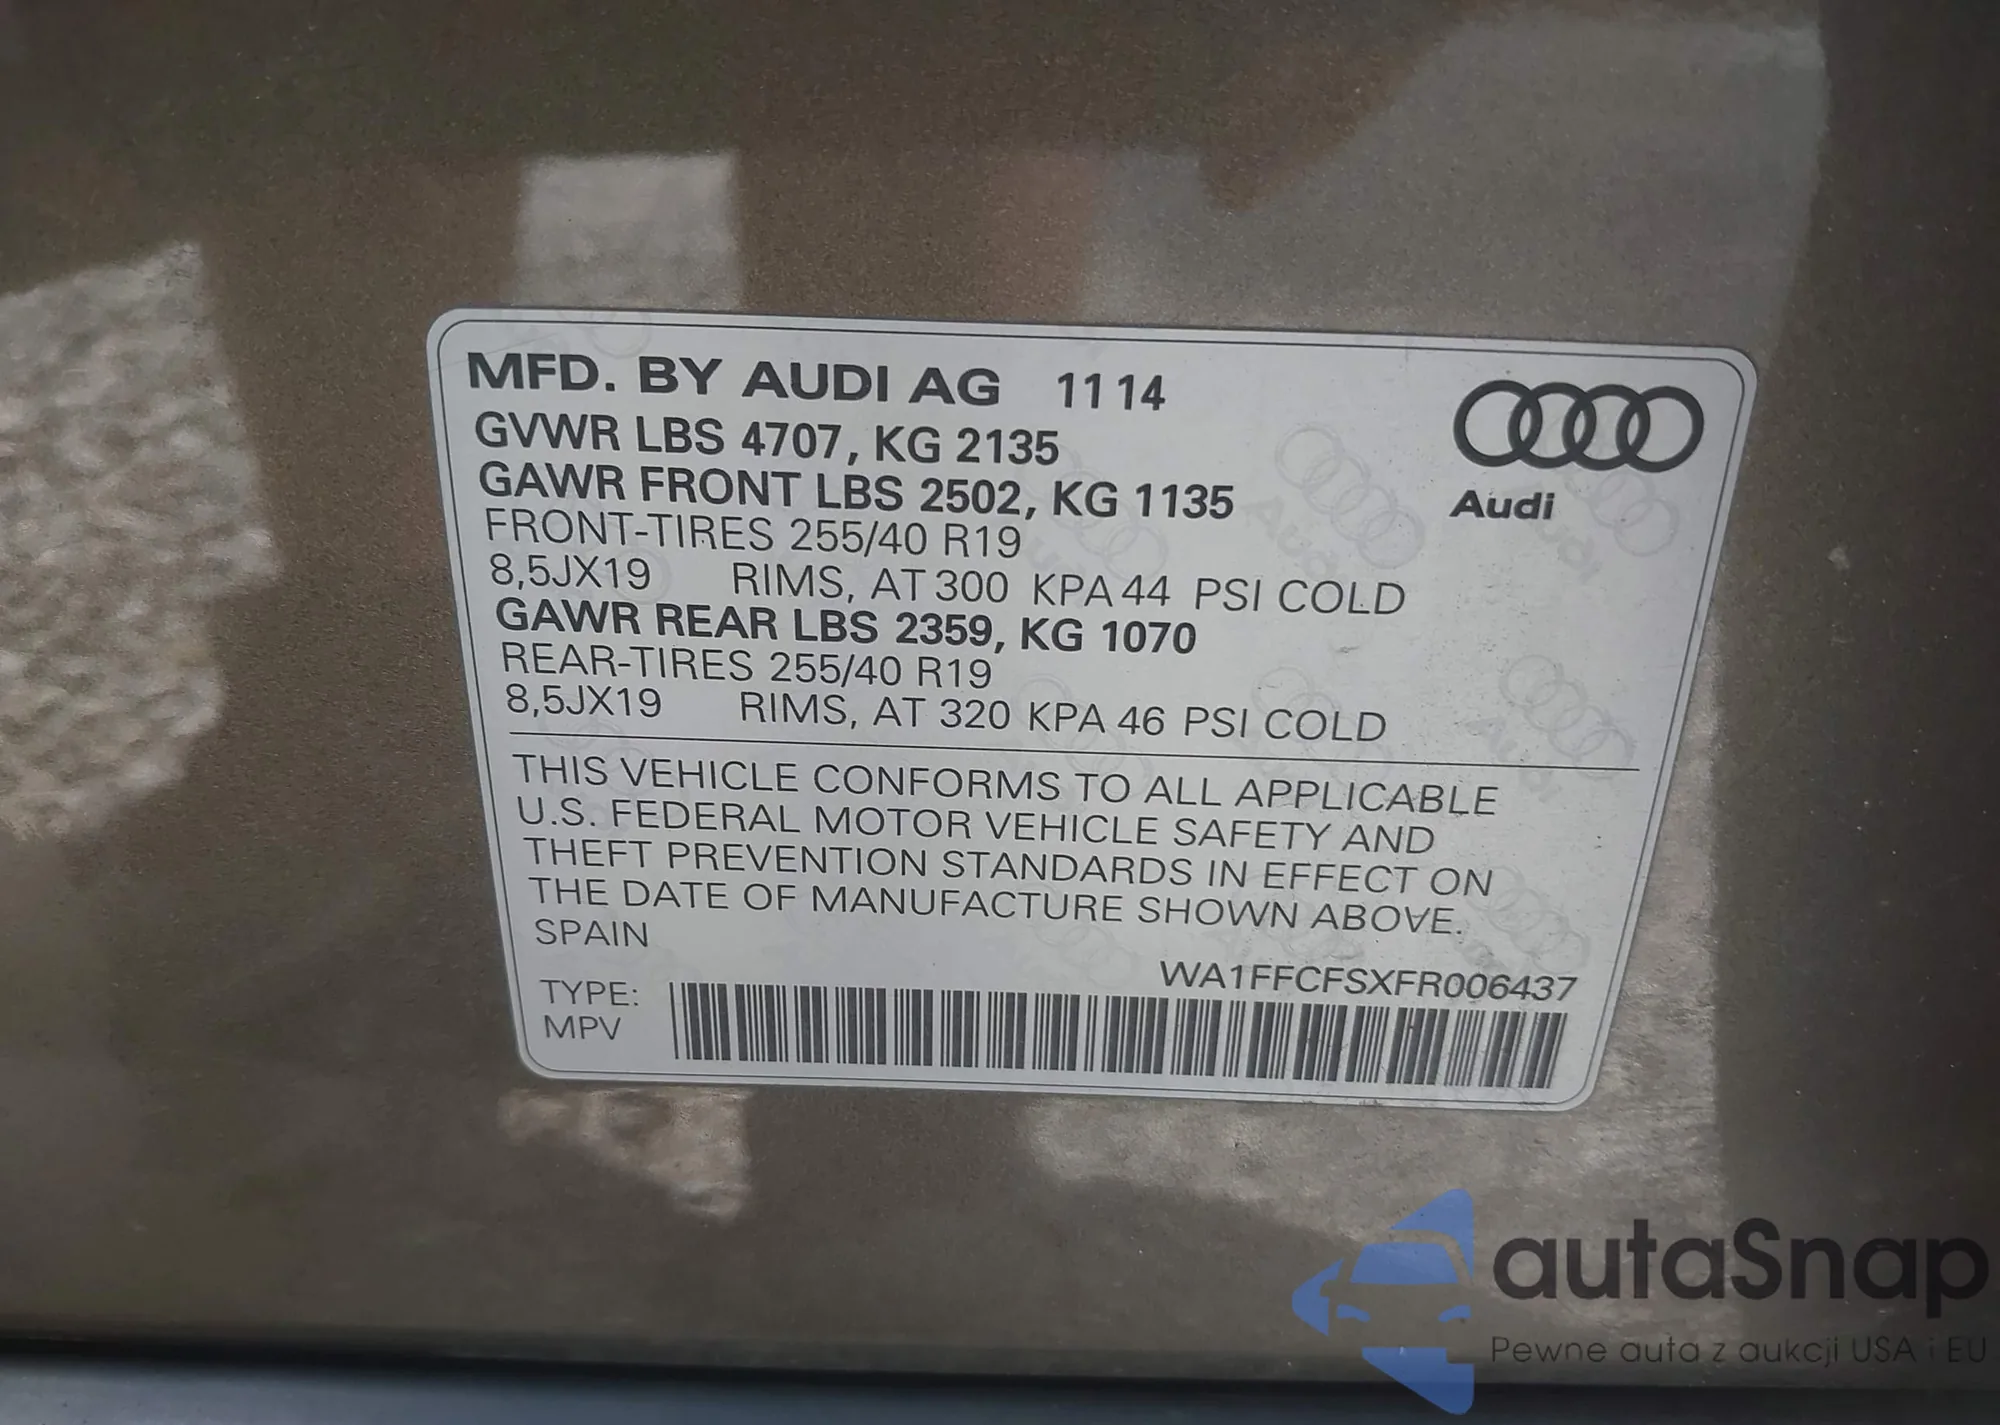 MFD. BY AUDI AG 11 14
GVWR LBS 4707, KG 2135
GAWR FRONT LBS 2502, KG 1135
FRONT-TIRES 255/40 R19
8,5JX19 RIMS, AT 300 KPA 44 PSI COLD
GAWR REAR LBS 2359, KG 1070
REAR-TIRES 255/40 R19
8,5JX19 RIMS, AT 320 KPA 46 PSI COLD
Audi
THIS VEHICLE CONFORMS TO ALL APPLICABLE
U.S. FEDERAL MOTOR VEHICLE SAFETY AND
THEFT PREVENTION STANDARDS IN EFFECT ON
THE DATE OF MANUFACTURE SHOWN ABOVE.
SPAIN
WA1FFCFSXFR006437
TYPE:
MPV
autaSnap
Pewne auta z aukcji USA i EU